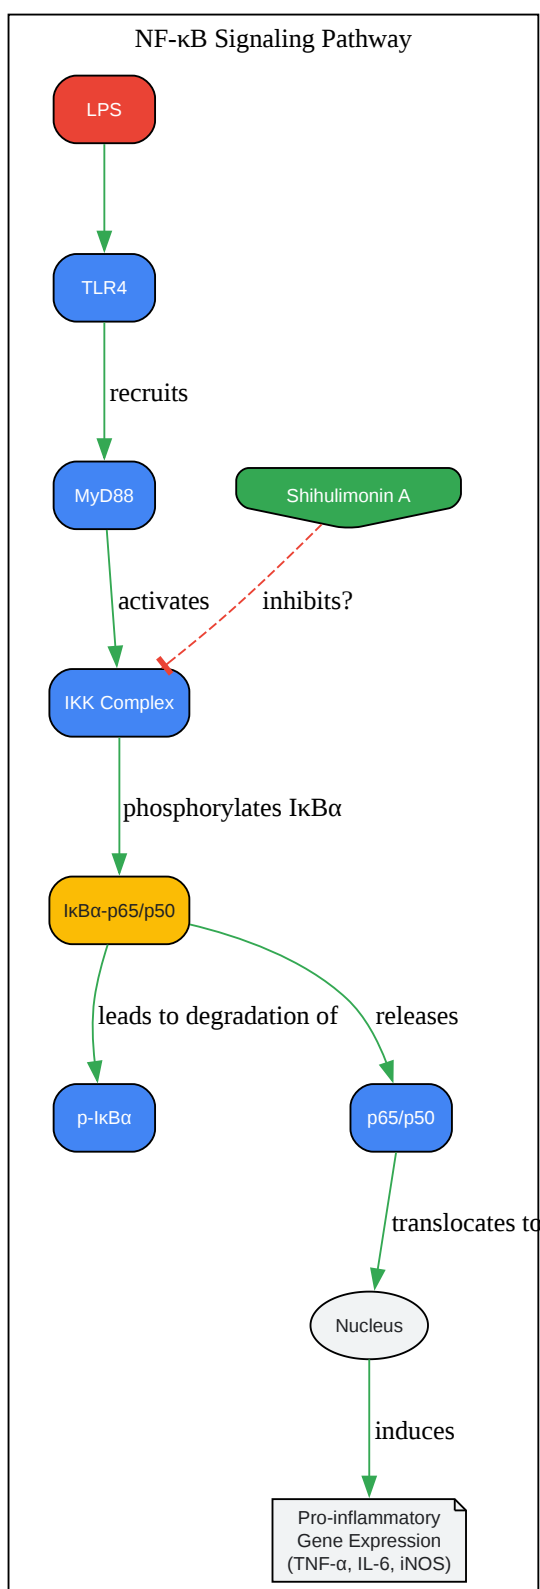 NF-κB Signaling Pathway
LPS
TLR4
recruits
MyD88
Shihulimonin A
activates
inhibits?
IKK Complex
phosphorylates IκBα
IκBα-p65/p50
leads to degradation of
releases
p-IκBα
p65/p50
translocates to
Nucleus
induces
Pro-inflammatory
Gene Expression
(TNF-α, IL-6, iNOS)